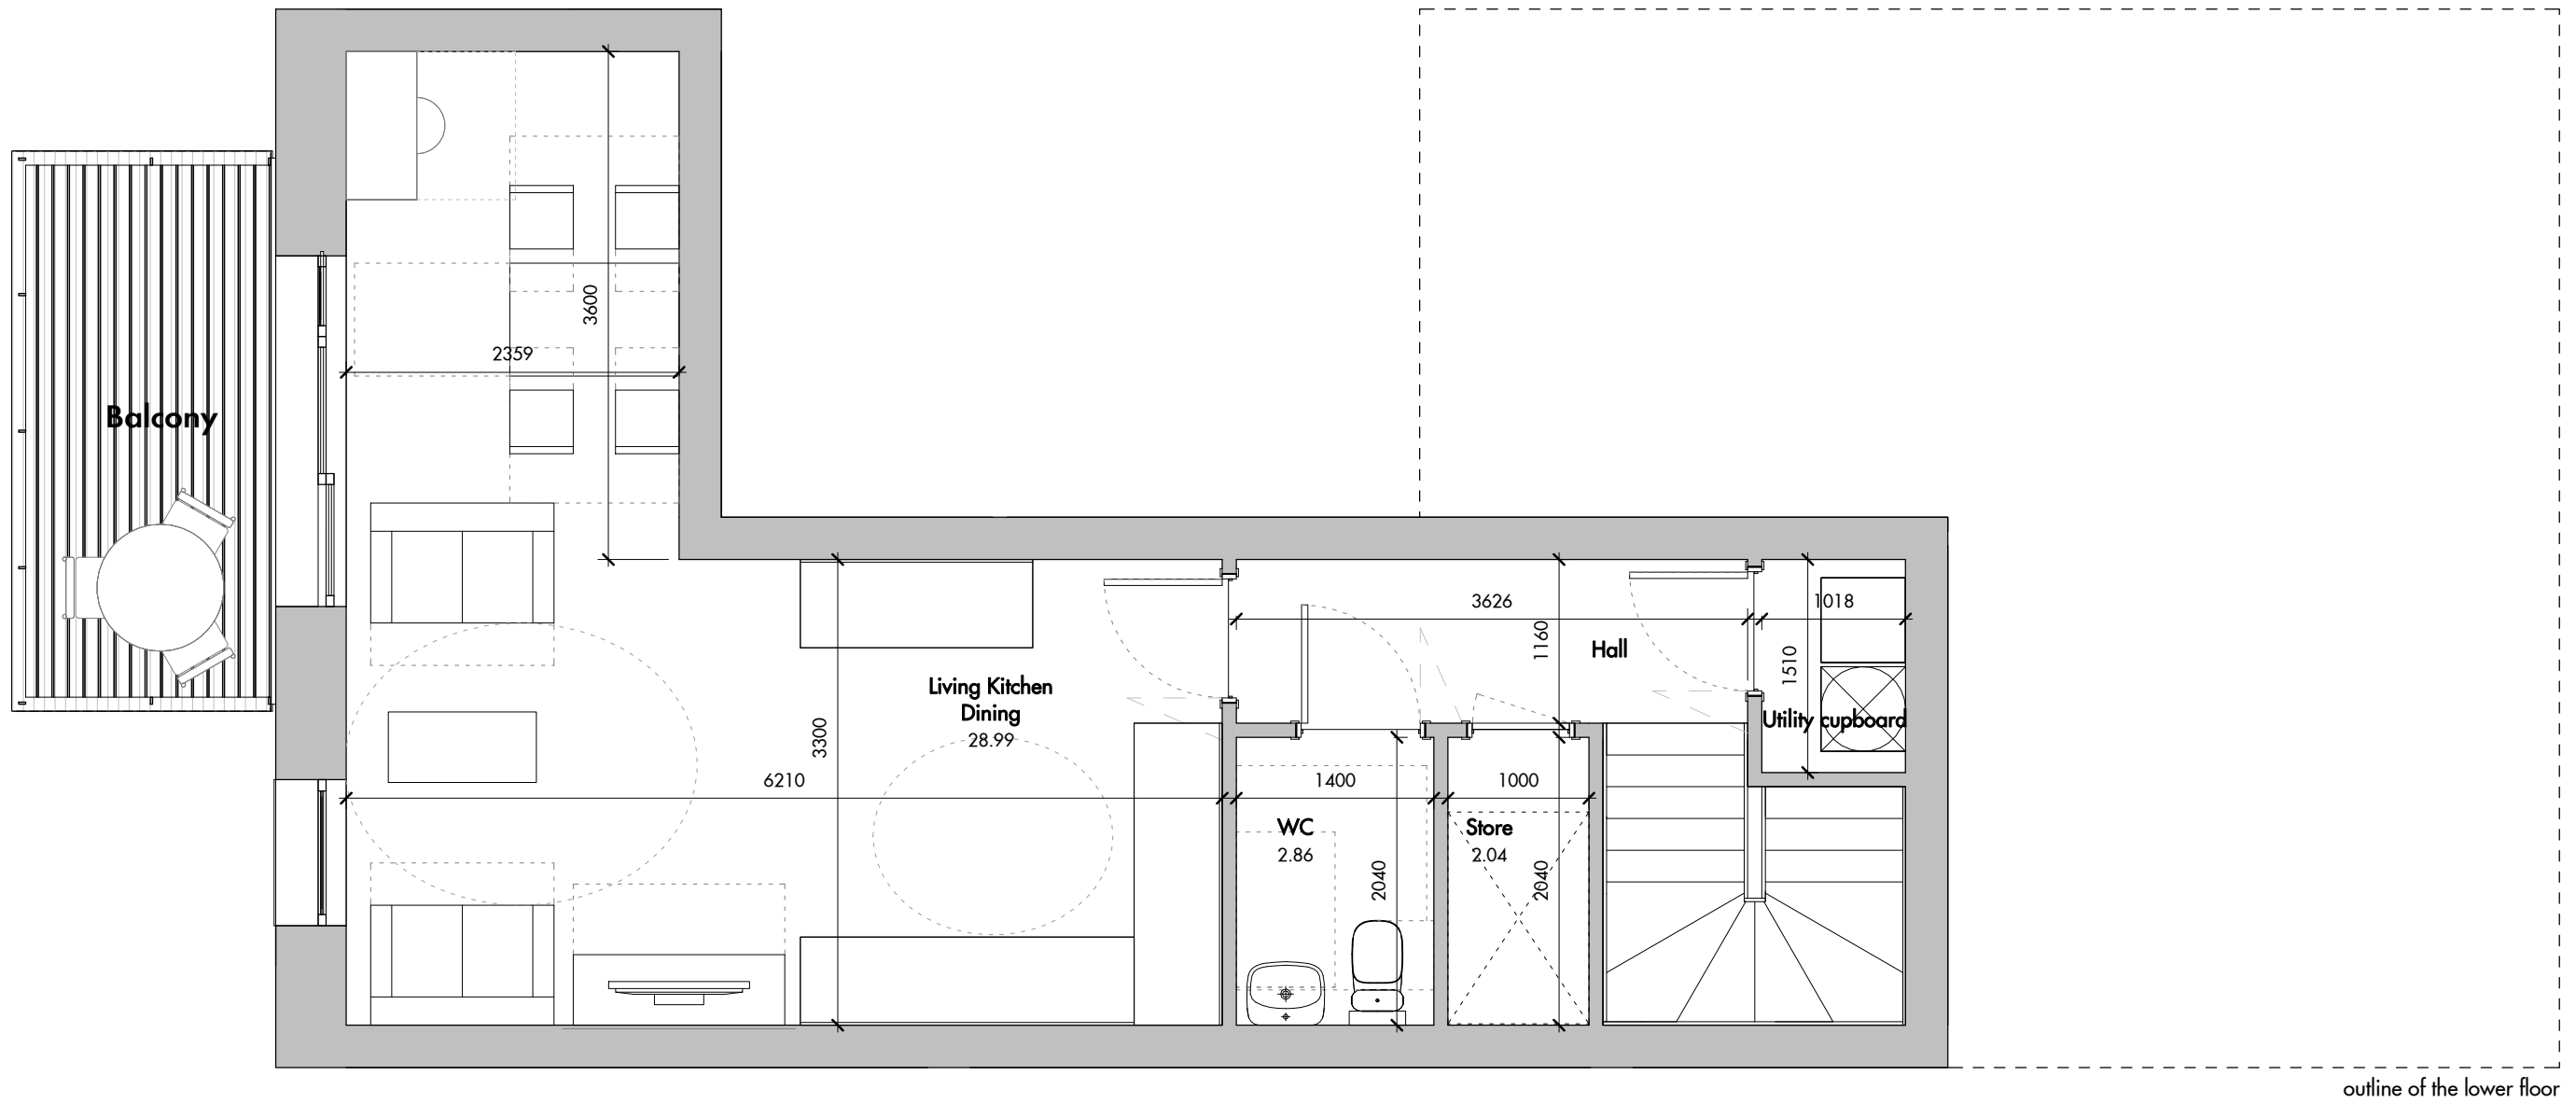 3600
2359
Balcony
3626
1018
1160
Hall
1510
Living Kitchen
Dining
28.99
Utility cupboard
3300
6210
1400
1000
WC
2.86
Store
2.04
2040
2040
outline of the lower floor